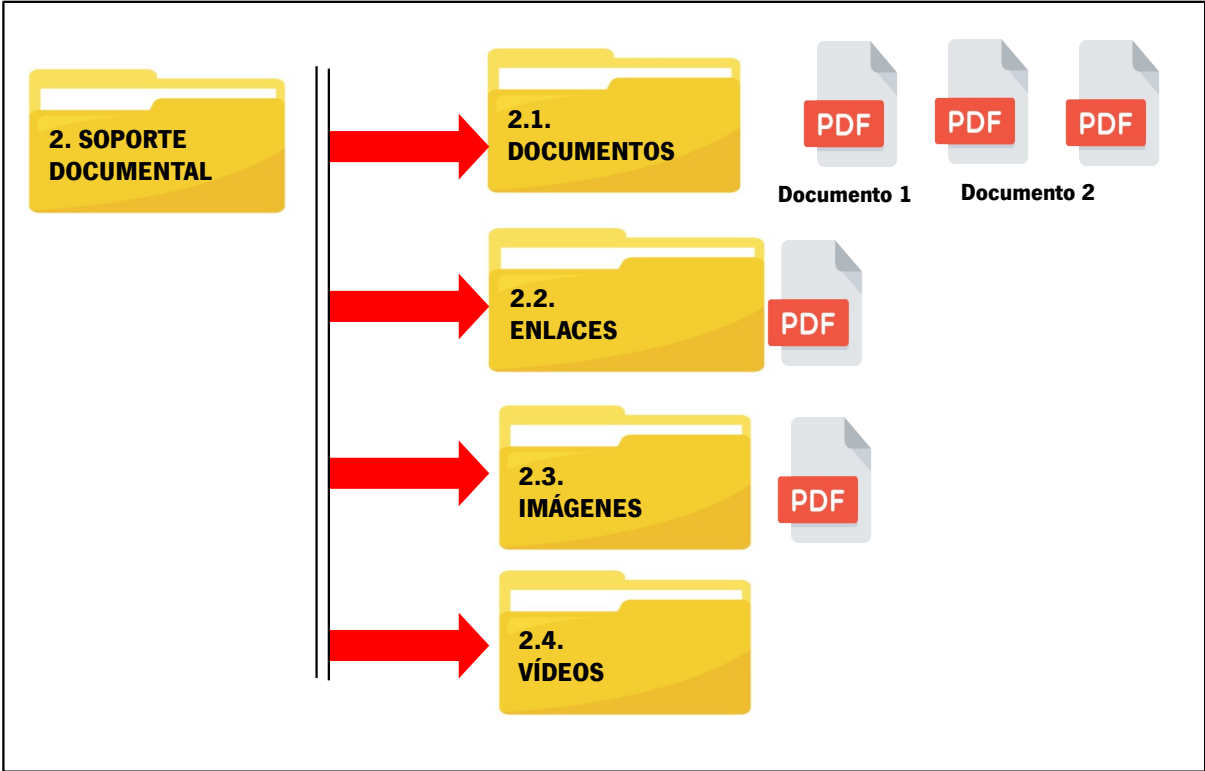 2. SOPORTE
DOCUMENTAL
2.1.
DOCUMENTOS
PDF
PDF
PDF
Documento 1
Documento 2
2.2.
ENLACES
PDF
2.3.
IMÁGENES
PDF
2.4.
VÍDEOS